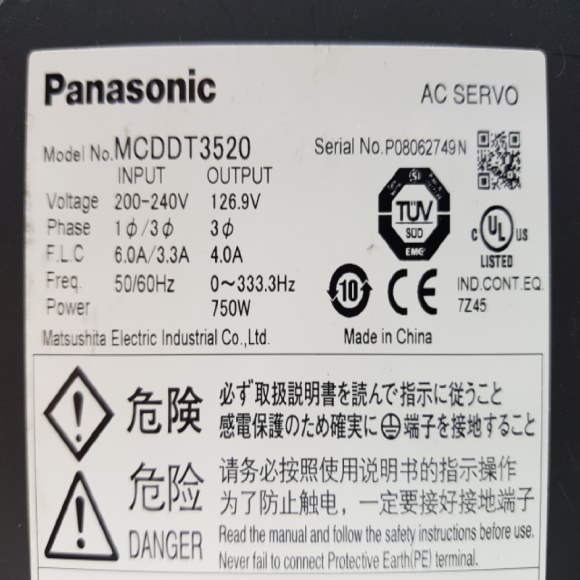 Panasonic
AC SERVO
Model No. MCDDT3520
Serial No. P08062749N
INPUT OUTPUT
Voltage 200-240V 126.9V
Phase 1ϕ/3ϕ 3ϕ
F.L.C 6.0A/3.3A 4.0A
Freq. 50/60Hz 0~333.3Hz
Power 750W
TÜV
SÜD
EMC
C UL US
LISTED
IND.CONT.EQ.
7Z45
10
CE
Matsushita Electric Industrial Co.,Ltd.
Made in China
危険
必ず取扱説明書を読んで指示に従うこと
感電保護のため確実に端子を接地すること
危险
DANGER
请务必按照使用说明书的指示操作
为了防止触电，一定要接好接地端子
Read the manual and follow the safety instructions before use.
Never fail to connect Protective Earth(PE) terminal.